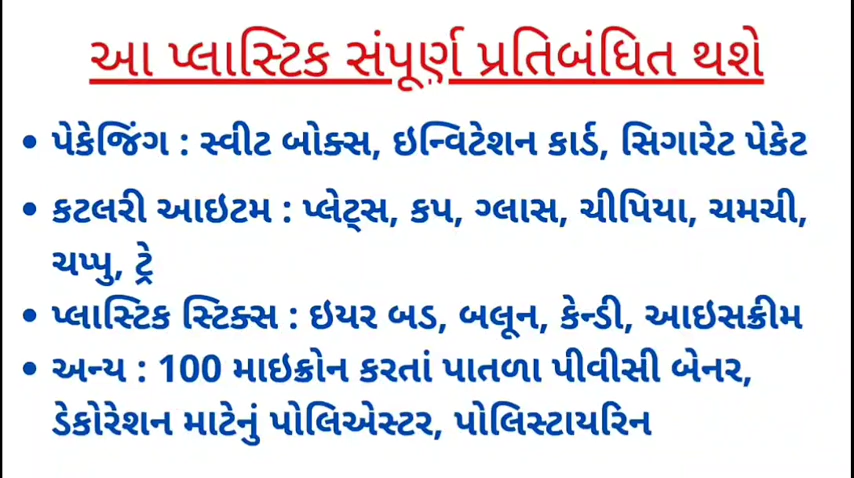 આ પ્લાસ્ટિક સંપૂર્ણ પ્રતિબંધિત થશે
• પેકેજિંગ : સ્વીટ બોક્સ, ઇન્વિટેશન કાર્ડ, સિગારેટ પેકેટ
• કટલરી આઇટમ : પ્લેટ્સ, કપ, ગ્લાસ, ચીપિયા, ચમચી,
ચપ્પુ, ટ્રે
• પ્લાસ્ટિક સ્ટિક્સ : ઇયર બડ, બલૂન, કેન્ડી, આઇસક્રીમ
• અન્ય : 100 માઇક્રોન કરતાં પાતળા પીવીસી બેનર,
ડેકોરેશન માટેનું પોલિએસ્ટર, પોલિસ્ટાયરિન